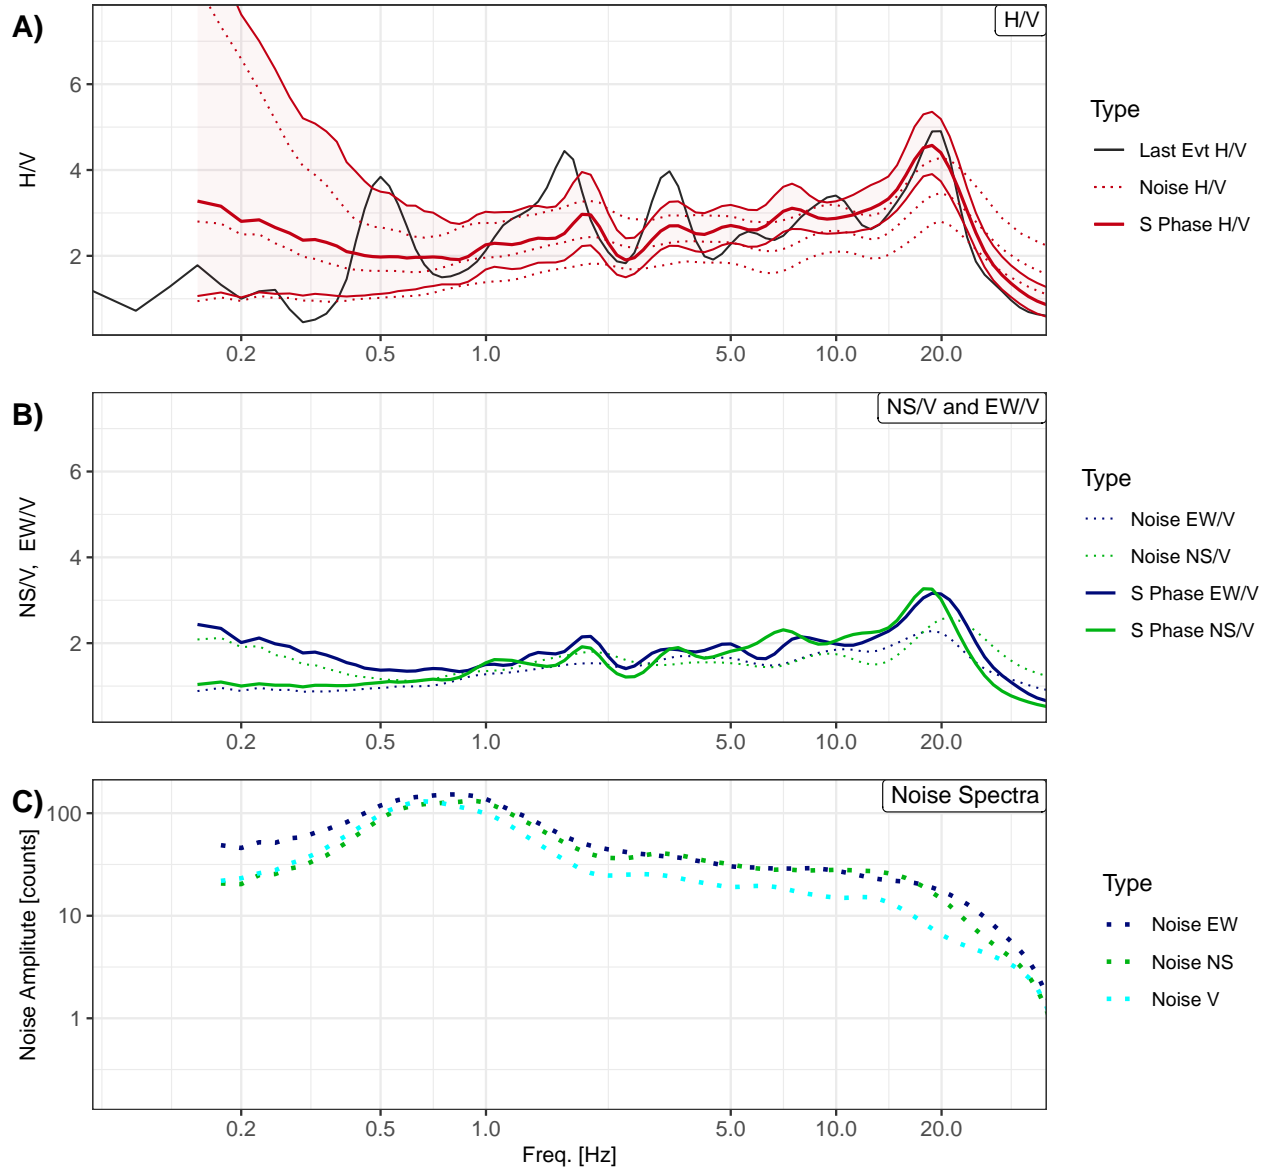 A)
H/V
6
4
2
H/V
0.2 0.5 1.0 5.0 10.0 20.0
Type
Last Evt H/V
Noise H/V
S Phase H/V
B)
NS/V and EW/V
6
4
2
NS/V,  EW/V
0.2 0.5 1.0 5.0 10.0 20.0
Type
Noise EW/V
Noise NS/V
S Phase EW/V
S Phase NS/V
C)
Noise Spectra
100
10
1
Noise Amplitute [counts]
0.2 0.5 1.0 5.0 10.0 20.0
Freq. [Hz]
Type
Noise EW
Noise NS
Noise V